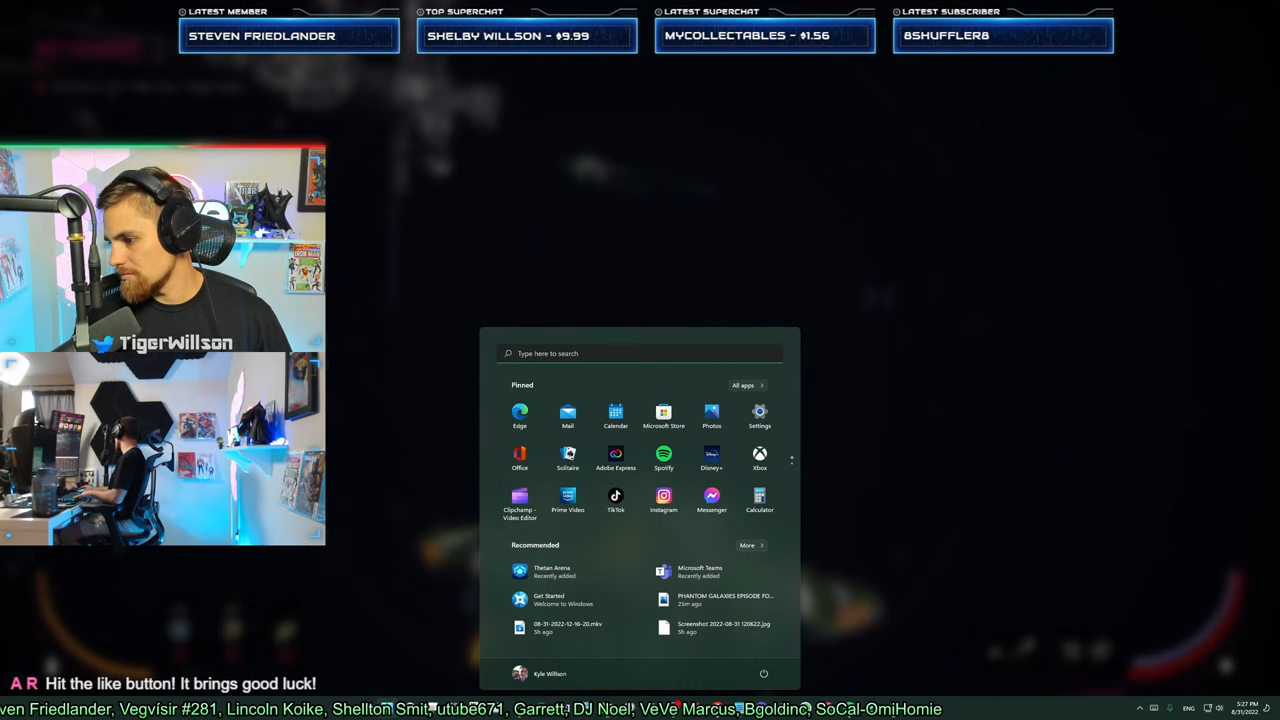 LATEST MEMBER
STEVEN FRIEDLANDER
TOP SUPERCHAT
SHELBY WILLSON - $9.99
LATEST SUPERCHAT
MYCOLLECTABLES - $1.56
LATEST SUBSCRIBER
8SHUFFLER8
THOR
IRON MAN
TigerWillson
Type here to search
Pinned
All apps
Edge
Mail
Calendar
Microsoft Store
Photos
Settings
Office
Solitaire
Adobe Express
Spotify
Disney+
Xbox
Clipchamp - Video Editor
Prime Video
TikTok
Instagram
Messenger
Calculator
Recommended
More
Thetan Arena
Recently added
Microsoft Teams
Recently added
Get Started
Welcome to Windows
PHANTOM GALAXIES EPISODE FO...
25m ago
08-31-2022-12-16-20.mkv
5h ago
Screenshot 2022-08-31 120622.jpg
5h ago
Kyle Willson
A R Hit the like button! It brings good luck!
ven Friedlander, Vegvísir #281, Lincoln Koike, Shellton Smit, utube671, Garrett, DJ Noel, VeVe Marcus, Bgoldino, SoCal-OmiHomie
ENG
5:27 PM
8/31/2022